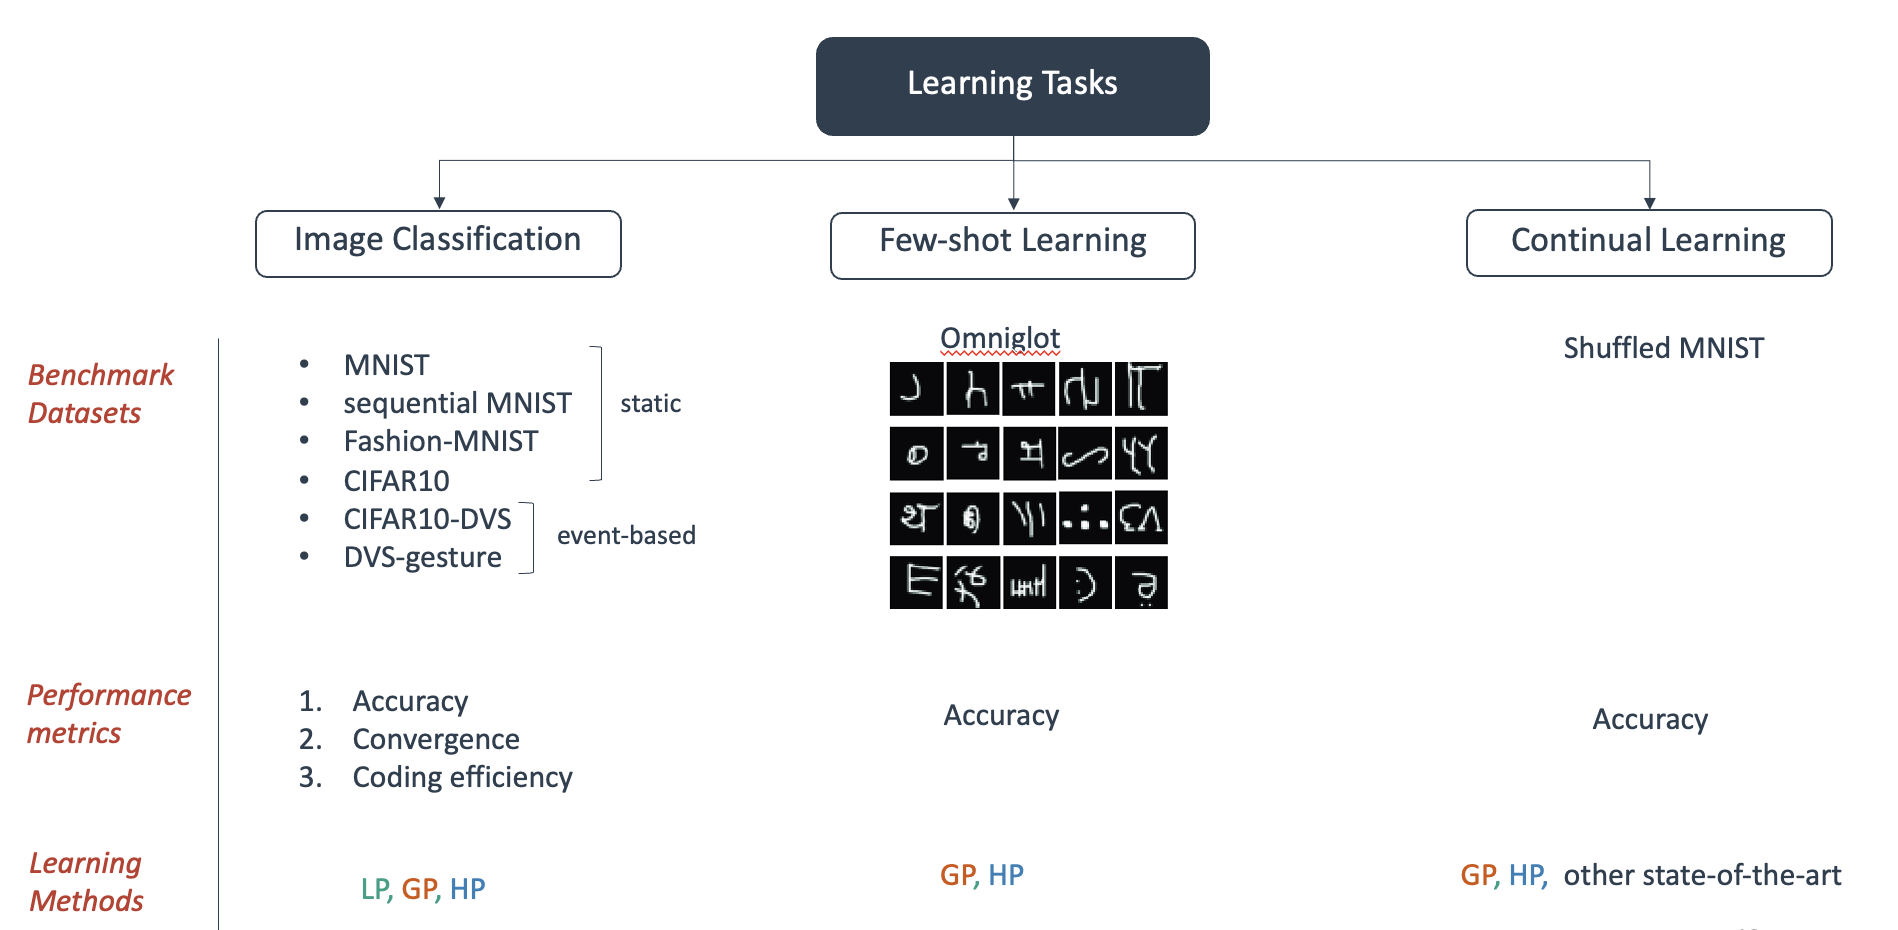 Learning Tasks
Image Classification
Few-shot Learning
Continual Learning
Benchmark
Datasets
• MNIST
• sequential MNIST
• Fashion-MNIST
• CIFAR10
• CIFAR10-DVS
• DVS-gesture
static
event-based
Omniglot
Shuffled MNIST
Performance
metrics
1. Accuracy
2. Convergence
3. Coding efficiency
Accuracy
Accuracy
Learning
Methods
LP, GP, HP
GP, HP
GP, HP, other state-of-the-art